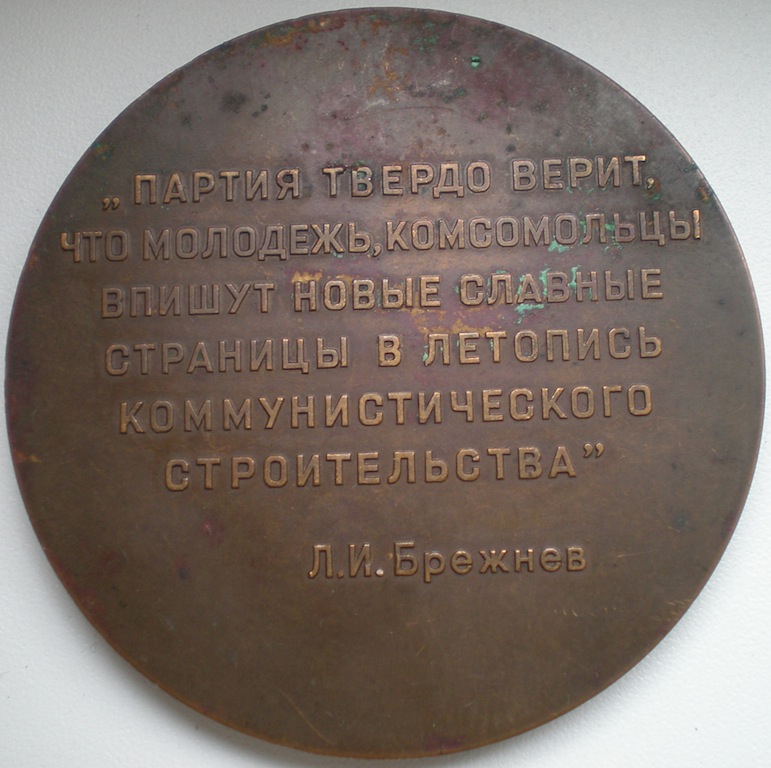 „ПАРТИЯ ТВЕРДО ВЕРИТ,
ЧТО МОЛОДЕЖЬ, КОМСОМОЛЬЦЫ
ВПИШУТ НОВЫЕ СЛАВНЫЕ
СТРАНИЦЫ В ЛЕТОПИСЬ
КОММУНИСТИЧЕСКОГО
СТРОИТЕЛЬСТВА”
Л.И. Брежнев